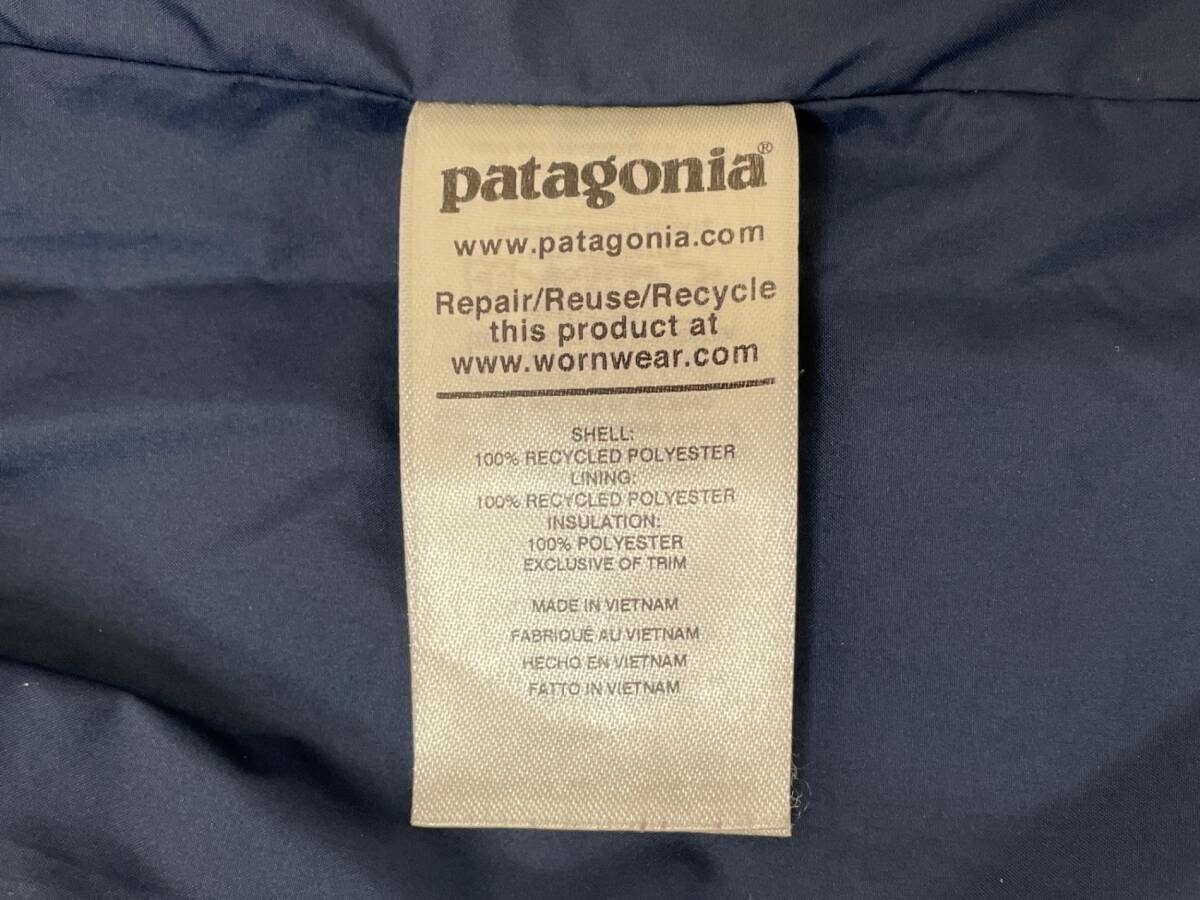 patagonia®
www.patagonia.com
Repair/Reuse/Recycle
this product at
www.wornwear.com
SHELL:
100% RECYCLED POLYESTER
LINING:
100% RECYCLED POLYESTER
INSULATION:
100% POLYESTER
EXCLUSIVE OF TRIM
MADE IN VIETNAM
FABRIQUÉ AU VIETNAM
HECHO EN VIETNAM
FATTO IN VIETNAM